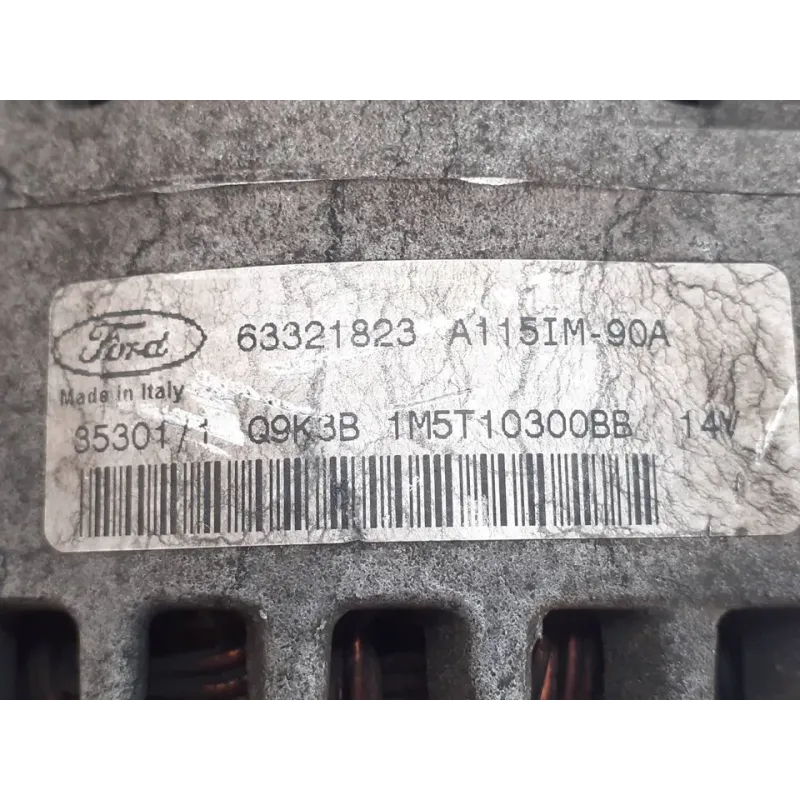 Ford 63321823 A115IM-90A
Made in Italy
35301/1 Q9K3B 1M5T10300BB 14V